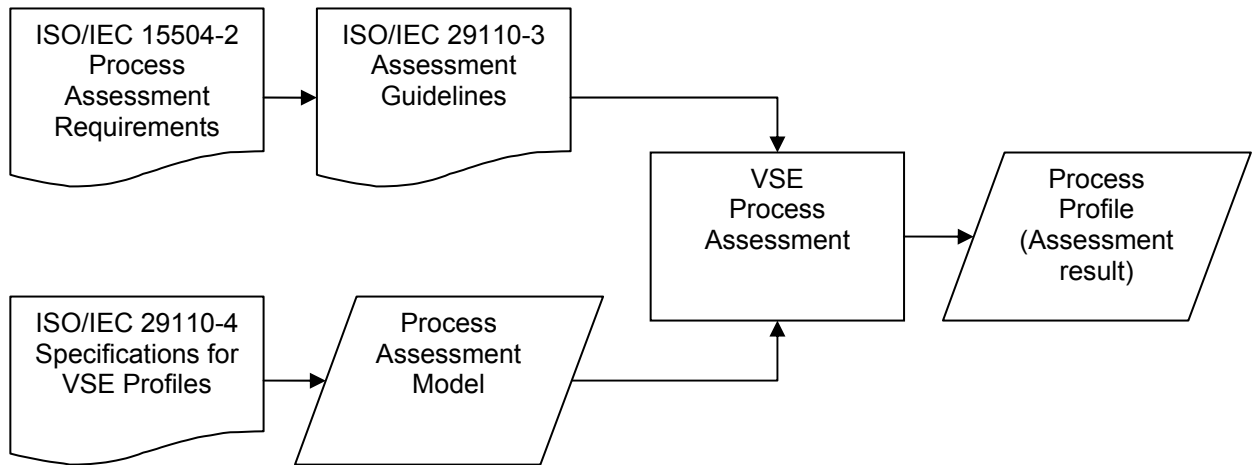 ISO/IEC 15504-2
Process
Assessment
Requirements
ISO/IEC 29110-3
Assessment
Guidelines
VSE
Process
Assessment
Process
Profile
(Assessment
result)
ISO/IEC 29110-4
Specifications for
VSE Profiles
Process
Assessment
Model